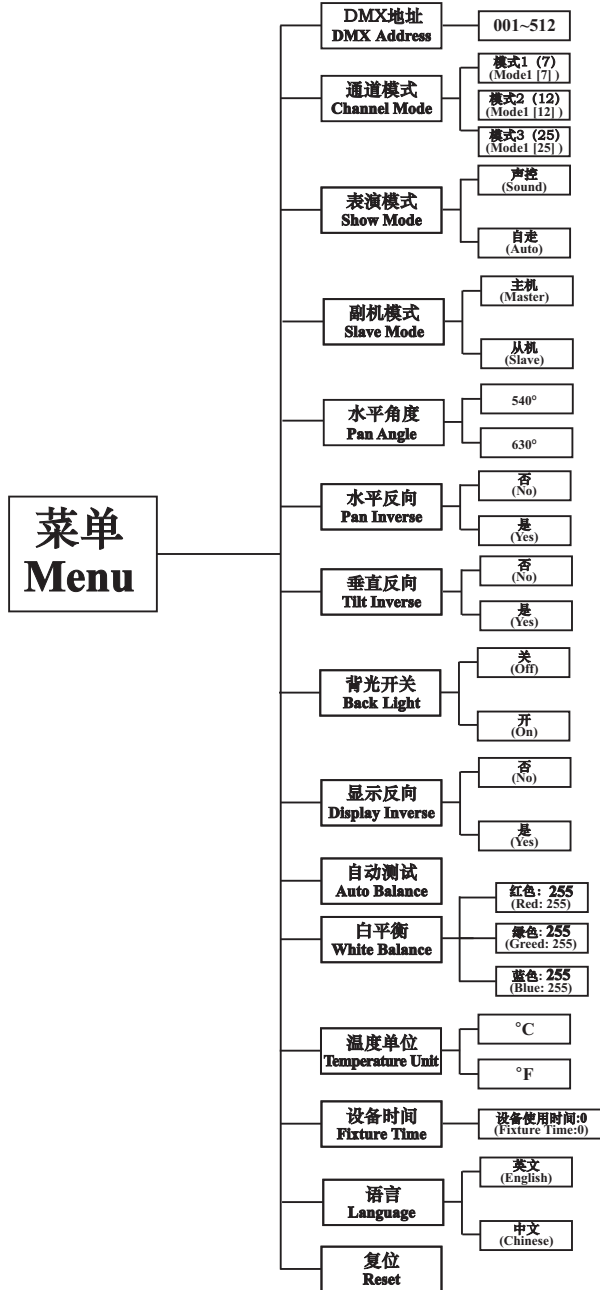 菜单
Menu
DMX地址
DMX Address
001~512
通道模式
Channel Mode
模式1 (7)
(Mode1 [7] )
模式2 (12)
(Mode1 [12] )
模式3 (25)
(Mode1 [25] )
表演模式
Show Mode
声控
(Sound)
自走
(Auto)
副机模式
Slave Mode
主机
(Master)
从机
(Slave)
水平角度
Pan Angle
540°
630°
水平反向
Pan Inverse
否
(No)
是
(Yes)
垂直反向
Tilt Inverse
否
(No)
是
(Yes)
背光开关
Back Light
关
(Off)
开
(On)
显示反向
Display Inverse
否
(No)
是
(Yes)
自动测试
Auto Balance
白平衡
White Balance
红色: 255
(Red: 255)
绿色: 255
(Greed: 255)
蓝色: 255
(Blue: 255)
温度单位
Temperature Unit
°C
°F
设备时间
Fixture Time
设备使用时间:0
(Fixture Time:0)
语言
Language
英文
(English)
中文
(Chinese)
复位
Reset